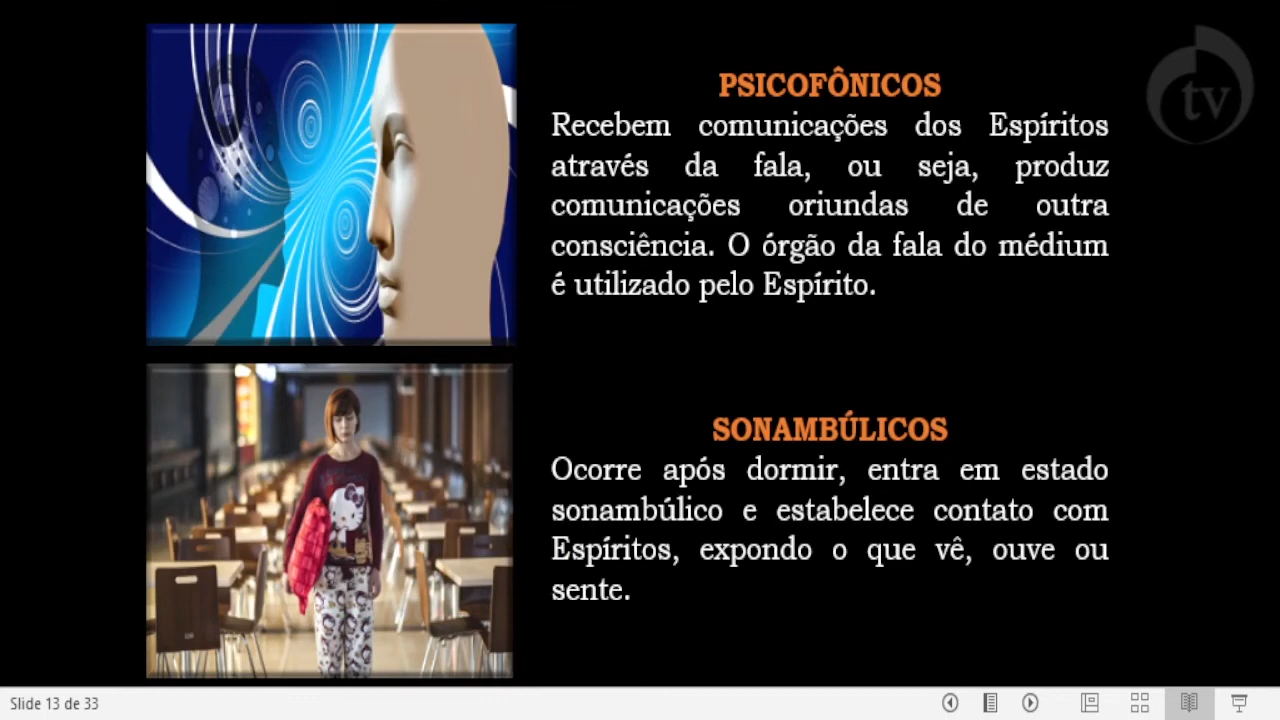 PSICOFÔNICOS
Recebem comunicações dos Espíritos
através da fala, ou seja, produz
comunicações oriundas de outra
consciência. O órgão da fala do médium
é utilizado pelo Espírito.
tv
SONAMBÚLICOS
Ocorre após dormir, entra em estado
sonambúlico e estabelece contato com
Espíritos, expondo o que vê, ouve ou
sente.
Slide 13 de 33